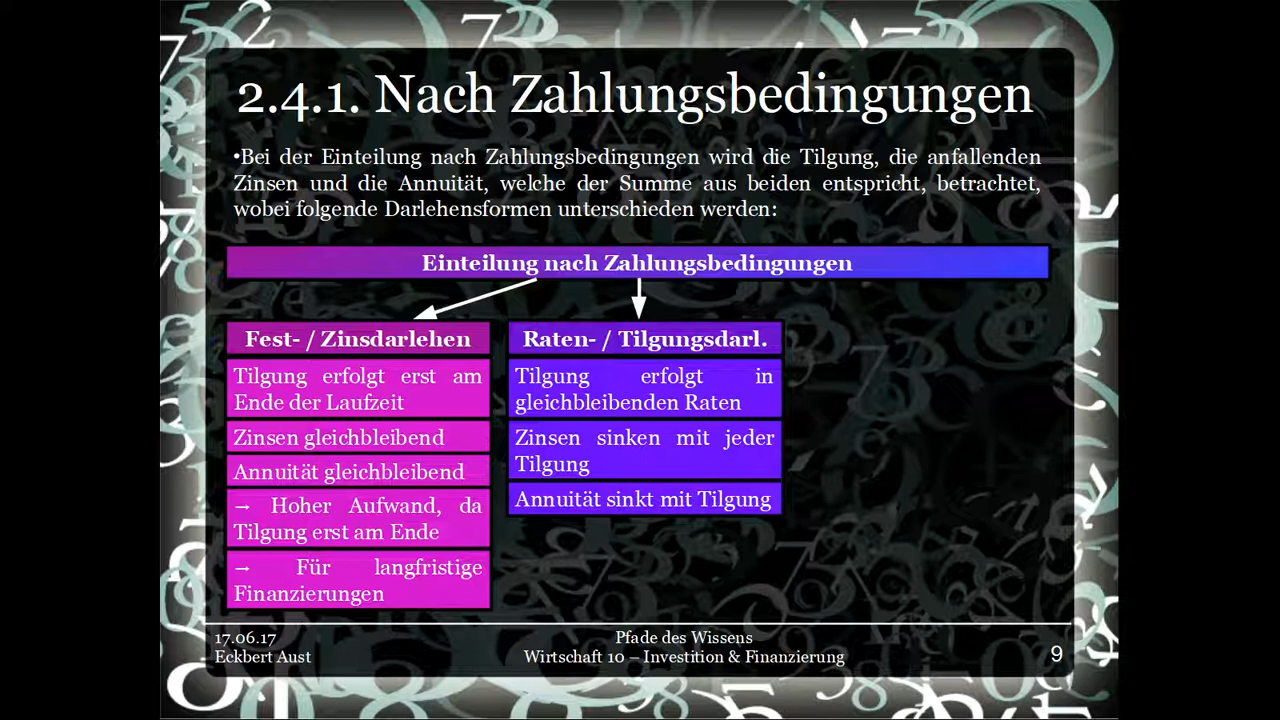 2.4.1. Nach Zahlungsbedingungen
•Bei der Einteilung nach Zahlungsbedingungen wird die Tilgung, die anfallenden
Zinsen und die Annuität, welche der Summe aus beiden entspricht, betrachtet,
wobei folgende Darlehensformen unterschieden werden:
Einteilung nach Zahlungsbedingungen
Fest- / Zinsdarlehen
Tilgung erfolgt erst am
Ende der Laufzeit
Zinsen gleichbleibend
Annuität gleichbleibend
→ Hoher Aufwand, da
Tilgung erst am Ende
→ Für langfristige
Finanzierungen
Raten- / Tilgungsdarl.
Tilgung erfolgt in
gleichbleibenden Raten
Zinsen sinken mit jeder
Tilgung
Annuität sinkt mit Tilgung
17.06.17
Eckbert Aust
Pfade des Wissens
Wirtschaft 10 – Investition & Finanzierung
9